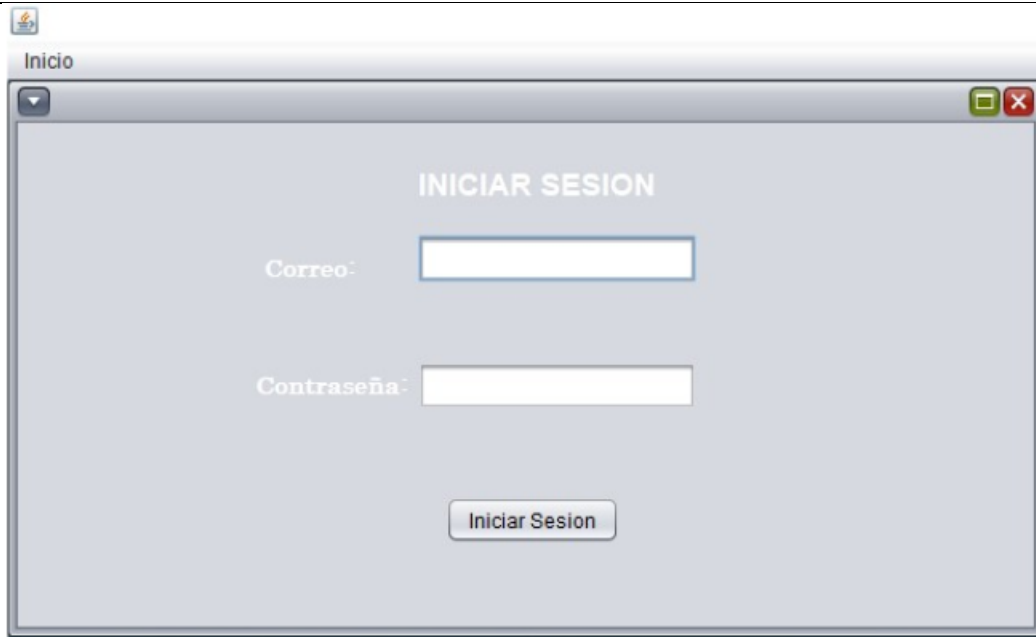 Inicio
INICIAR SESION
Correo:
Contraseña:
Iniciar Sesion